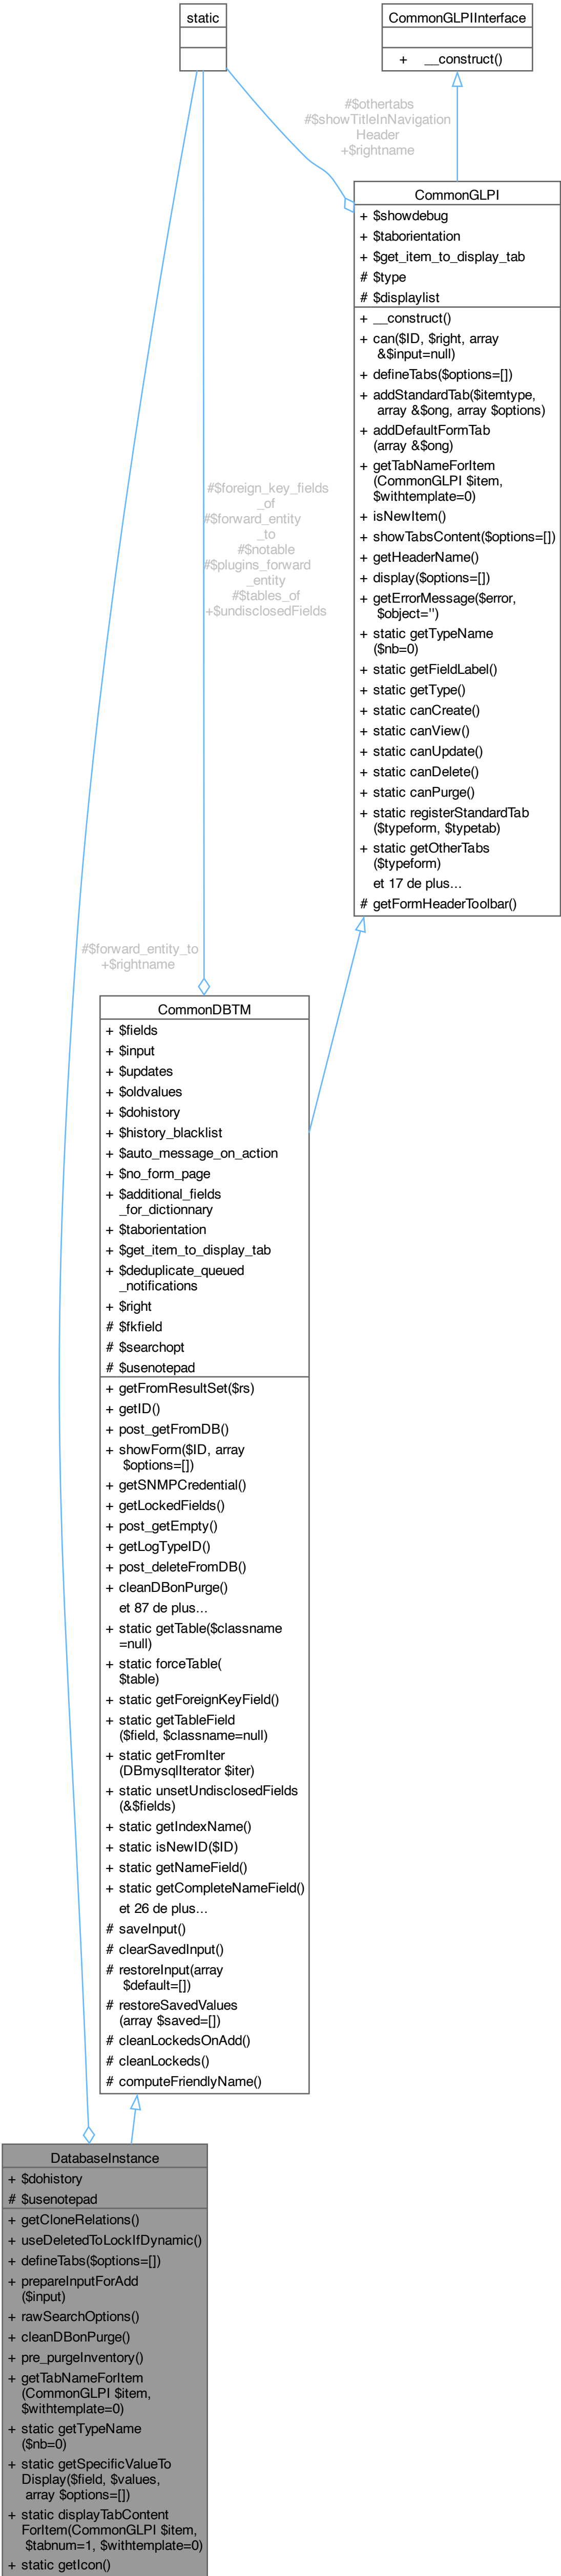 static
CommonGLPIInterface
+ __construct()
#$othertabs
#$showTitleInNavigation
Header
+$rightname
CommonGLPI
+ $showdebug
+ $taborientation
+ $get_item_to_display_tab
# $type
# $displaylist
+ __construct()
+ can($ID, $right, array
&$input=null)
+ defineTabs($options=[])
+ addStandardTab($itemtype,
array &$ong, array $options)
+ addDefaultFormTab
(array &$ong)
+ getTabNameForItem
(CommonGLPI $item,
$withtemplate=0)
+ isNewItem()
+ showTabsContent($options=[])
+ getHeaderName()
+ display($options=[])
+ getErrorMessage($error,
$object='')
+ static getTypeName
($nb=0)
+ static getFieldLabel()
+ static getType()
+ static canCreate()
+ static canView()
+ static canUpdate()
+ static canDelete()
+ static canPurge()
+ static registerStandardTab
($typeform, $typetab)
+ static getOtherTabs
($typeform)
et 17 de plus...
# getFormHeaderToolbar()
#$foreign_key_fields
_of
#$forward_entity
_to
#$notable
#$plugins_forward
_entity
#$tables_of
+$undisclosedFields
#$forward_entity_to
+$rightname
CommonDBTM
+ $fields
+ $input
+ $updates
+ $oldvalues
+ $dohistory
+ $history_blacklist
+ $auto_message_on_action
+ $no_form_page
+ $additional_fields
_for_dictionnary
+ $taborientation
+ $get_item_to_display_tab
+ $deduplicate_queued
_notifications
+ $right
# $fkfield
# $searchopt
# $usenotepad
+ getFromResultSet($rs)
+ getID()
+ post_getFromDB()
+ showForm($ID, array
$options=[])
+ getSNMPCredential()
+ getLockedFields()
+ post_getEmpty()
+ getLogTypeID()
+ post_deleteFromDB()
+ cleanDBonPurge()
et 87 de plus...
+ static getTable($classname
=null)
+ static forceTable(
$table)
+ static getForeignKeyField()
+ static getTableField
($field, $classname=null)
+ static getFromIter
(DBmysqlIterator $iter)
+ static unsetUndisclosedFields
(&$fields)
+ static getIndexName()
+ static isNewID($ID)
+ static getNameField()
+ static getCompleteNameField()
et 26 de plus...
# saveInput()
# clearSavedInput()
# restoreInput(array
$default=[])
# restoreSavedValues
(array $saved=[])
# cleanLockedsOnAdd()
# cleanLockeds()
# computeFriendlyName()
DatabaseInstance
+ $dohistory
# $usenotepad
+ getCloneRelations()
+ useDeletedToLockIfDynamic()
+ defineTabs($options=[])
+ prepareInputForAdd
($input)
+ rawSearchOptions()
+ cleanDBonPurge()
+ pre_purgeInventory()
+ getTabNameForItem
(CommonGLPI $item,
$withtemplate=0)
+ static getTypeName
($nb=0)
+ static getSpecificValueTo
Display($field, $values,
array $options=[])
+ static displayTabContent
ForItem(CommonGLPI $item,
$tabnum=1, $withtemplate=0)
+ static getIcon()